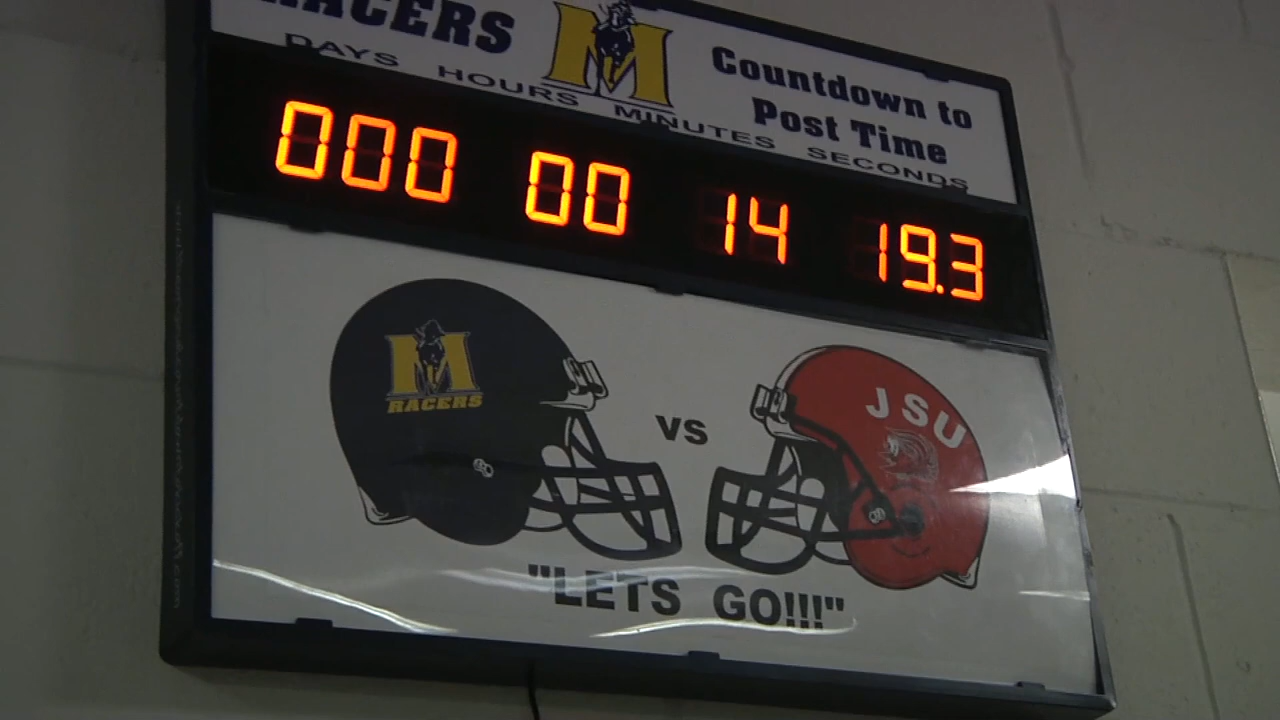 RACERS M Countdown to
Post Time
DAYS HOURS MINUTES SECONDS
000 00 14 19.3
M
RACERS
VS
JSU
"LETS GO!!!"